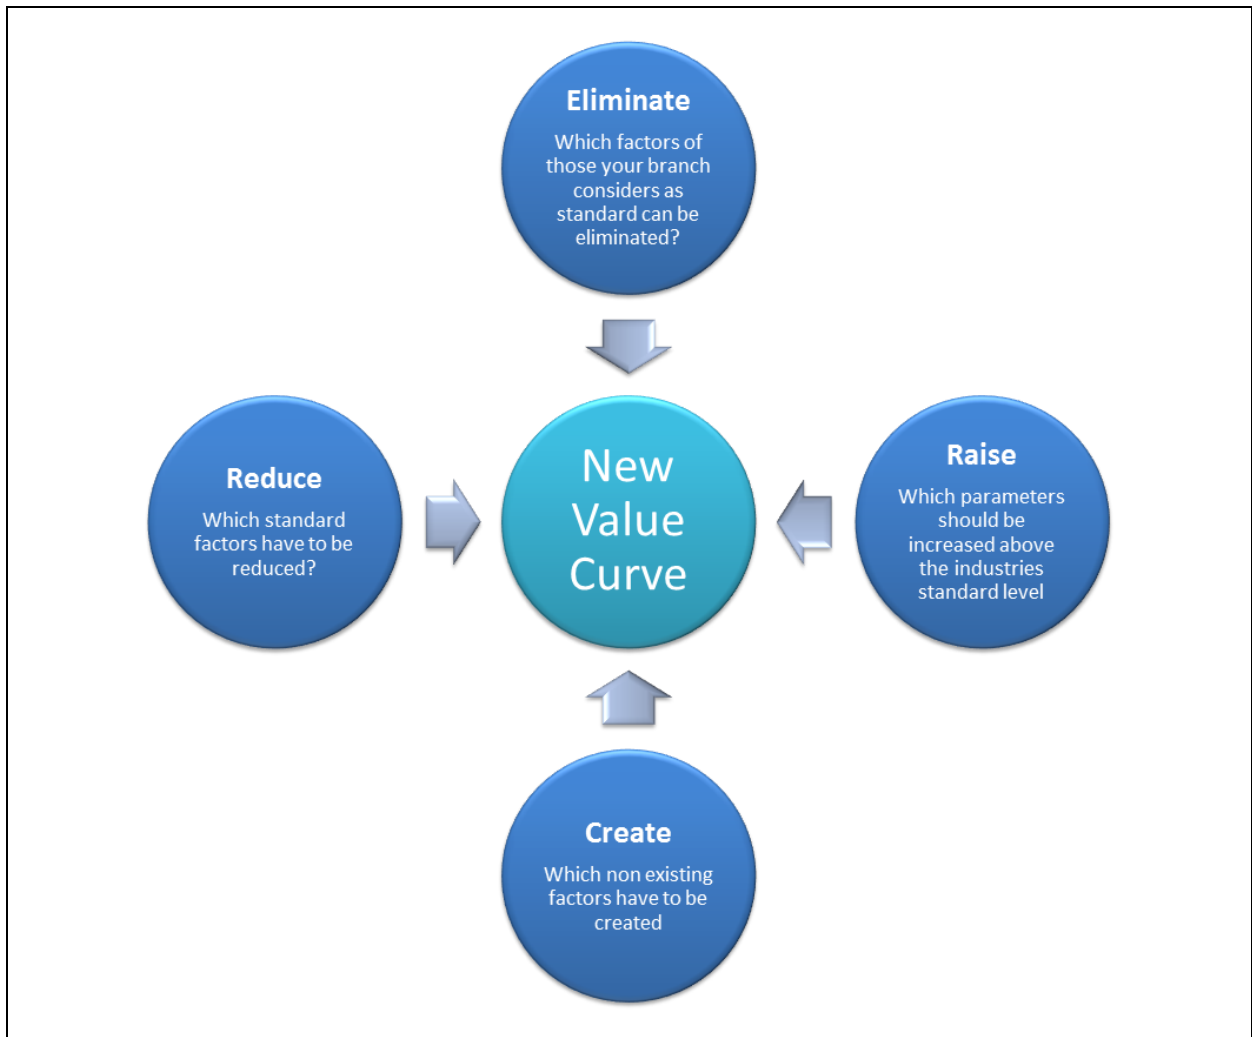 Eliminate
Which factors of
those your branch
considers as
standard can be
eliminated?
Reduce
Which standard
factors have to be
reduced?
New
Value
Curve
Raise
Which parameters
should be
increased above
the industries
standard level
Create
Which non existing
factors have to be
created